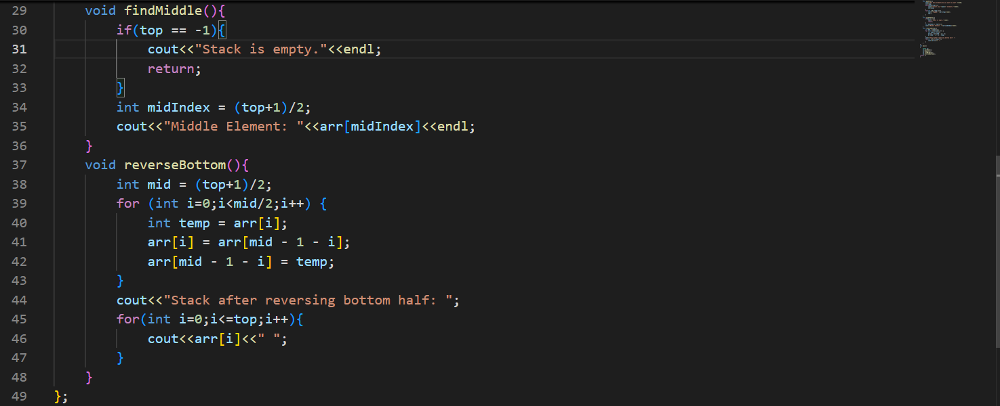 29 void findMiddle(){
30 if(top == -1){
31 cout<<"Stack is empty."<<endl;
32 return;
33 }
34 int midIndex = (top+1)/2;
35 cout<<"Middle Element: "<<arr[midIndex]<<endl;
36 }
37 void reverseBottom(){
38 int mid = (top+1)/2;
39 for (int i=0;i<mid/2;i++) {
40 int temp = arr[i];
41 arr[i] = arr[mid - 1 - i];
42 arr[mid - 1 - i] = temp;
43 }
44 cout<<"Stack after reversing bottom half: ";
45 for(int i=0;i<=top;i++){
46 cout<<arr[i]<<" ";
47 }
48 }
49 };